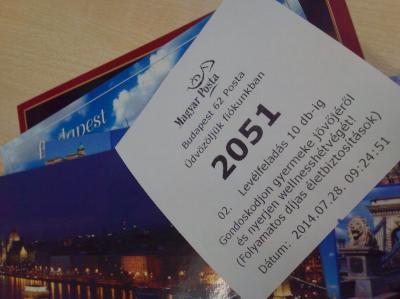 Budapest
Magyar Posta
Budapest 62 Posta
Üdvözöljük fiókunkban
2051
02. Levélfeladás 10 db-ig
Gondoskodjon gyermeke jövőjéről
és nyerjen wellnesshétvégét!
(Folyamatos díjas életbiztosítások)
Dátum: 2014.07.28. 09:24:51